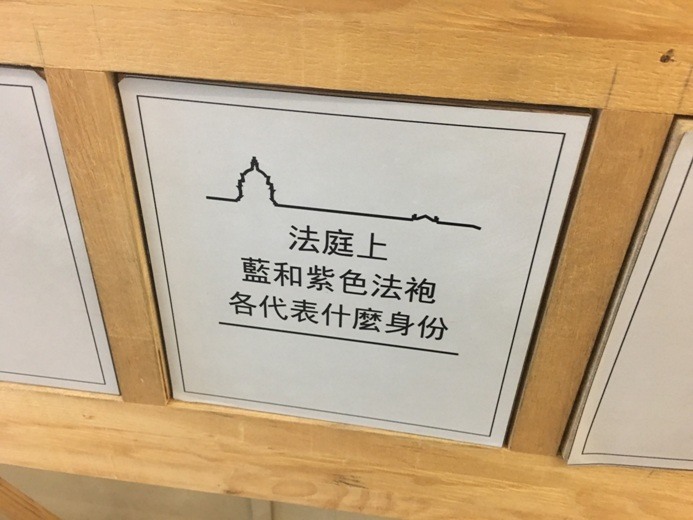 法庭上
藍和紫色法袍
各代表什麼身份